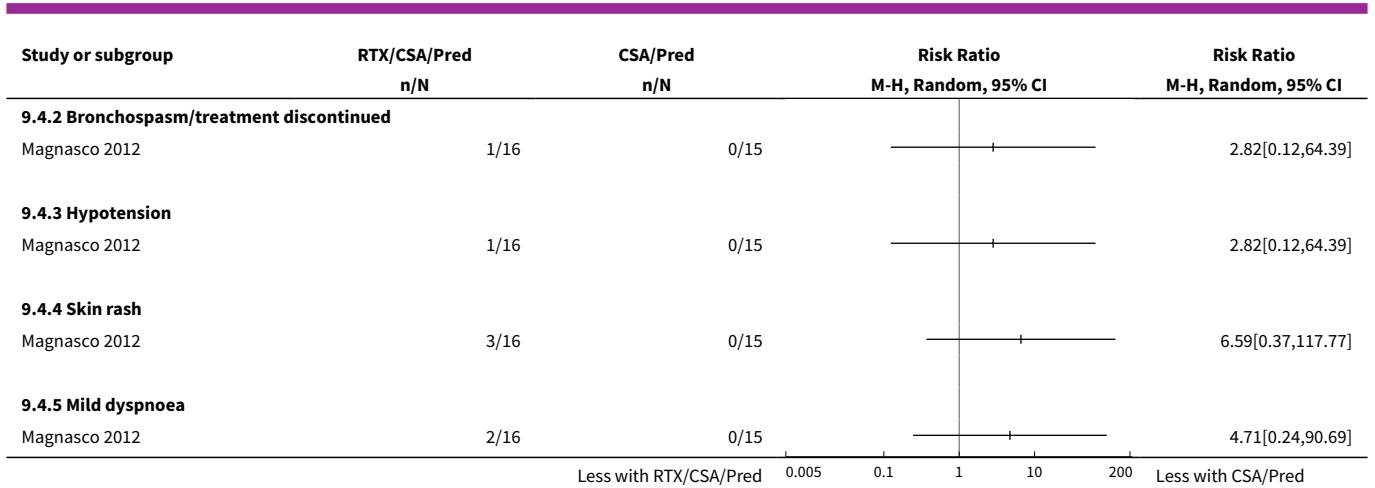 Study or subgroup RTX/CSA/Pred CSA/Pred Risk Ratio Risk Ratio
n/N n/N M-H, Random, 95% CI M-H, Random, 95% CI
9.4.2 Bronchospasm/treatment discontinued
Magnasco 2012 1/16 0/15 2.82[0.12,64.39]
9.4.3 Hypotension
Magnasco 2012 1/16 0/15 2.82[0.12,64.39]
9.4.4 Skin rash
Magnasco 2012 3/16 0/15 6.59[0.37,117.77]
9.4.5 Mild dyspnoea
Magnasco 2012 2/16 0/15 4.71[0.24,90.69]
Less with RTX/CSA/Pred 0.005 0.1 1 10 200 Less with CSA/Pred